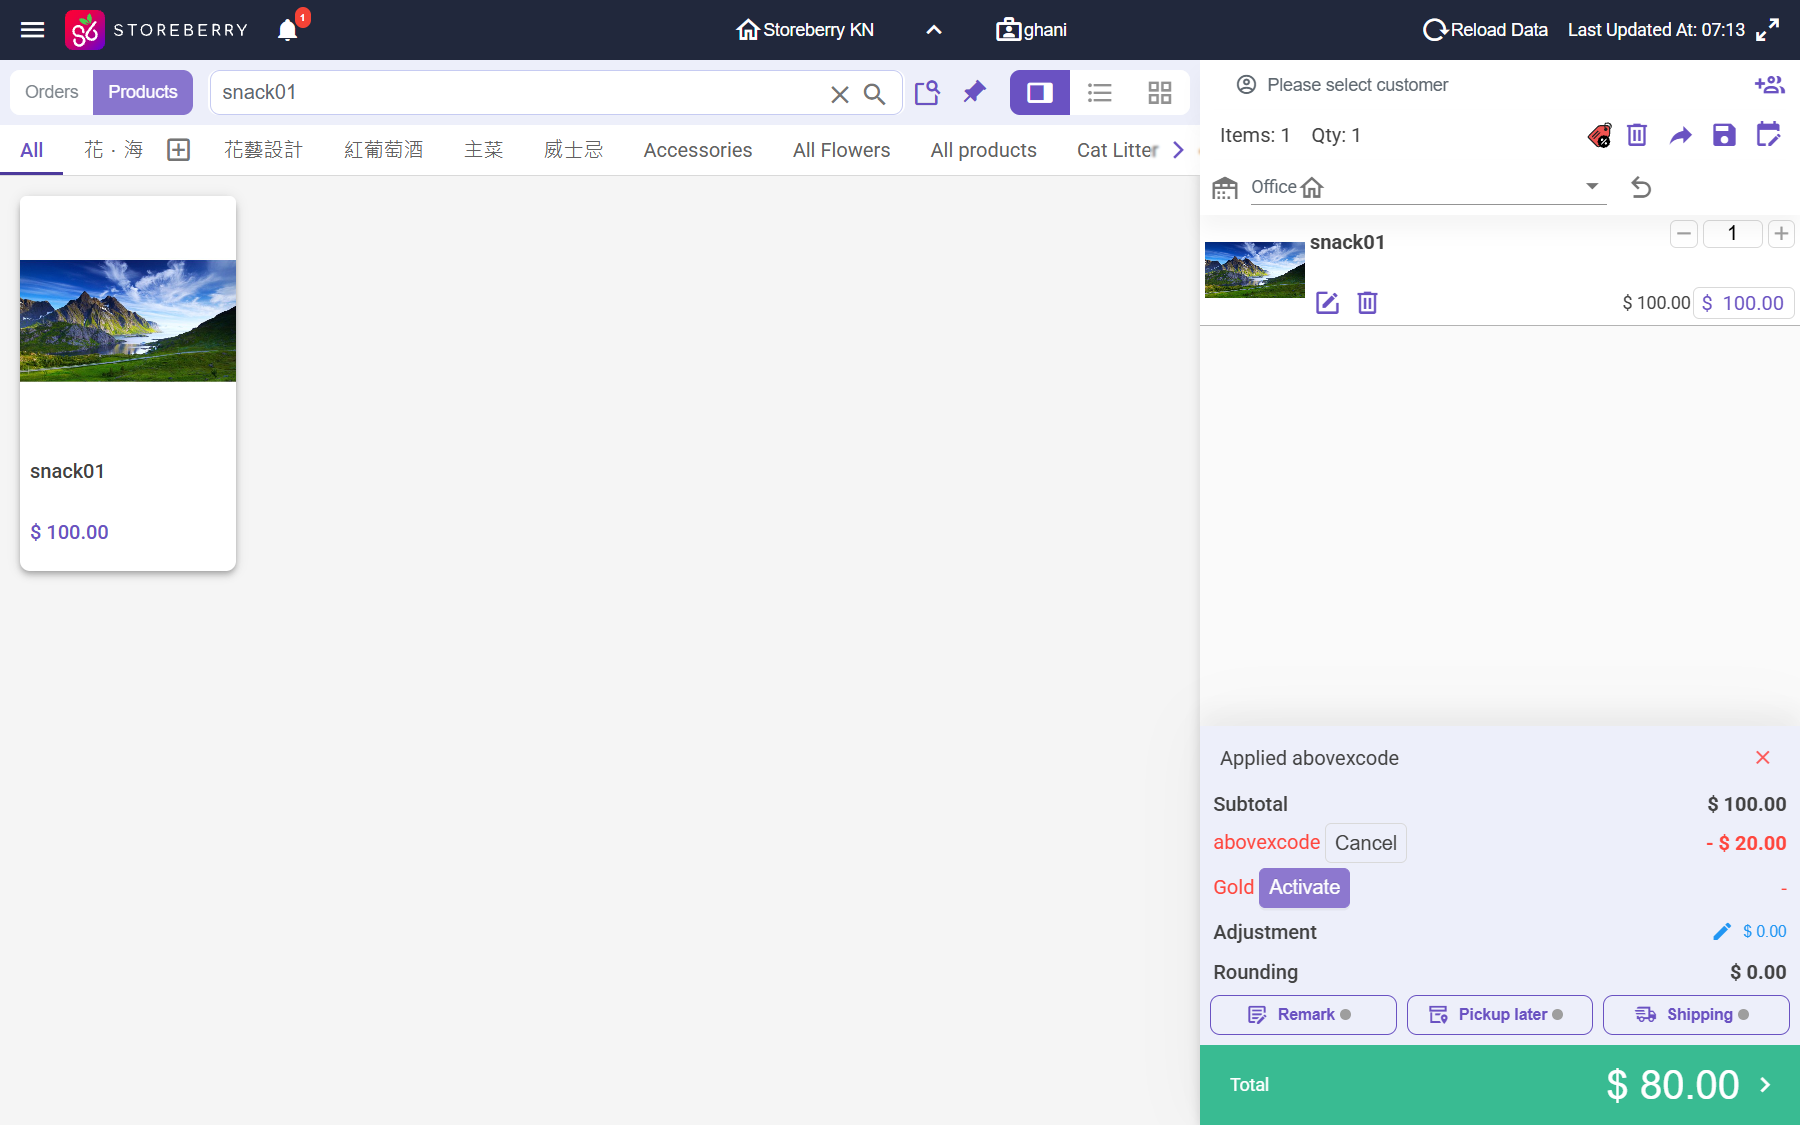 STOREBERRY
1
Storeberry KN
ghani
Reload Data
Last Updated At: 07:13
Orders
Products
snack01
All
花 · 海
花藝設計
紅葡萄酒
主菜
威士忌
Accessories
All Flowers
All products
Cat Litter
snack01
$ 100.00
Please select customer
Items: 1 Qty: 1
Office
snack01
1
$ 100.00
$ 100.00
Applied abovexcode
Subtotal $ 100.00
abovexcode Cancel - $ 20.00
Gold Activate -
Adjustment $ 0.00
Rounding $ 0.00
Remark
Pickup later
Shipping
Total $ 80.00